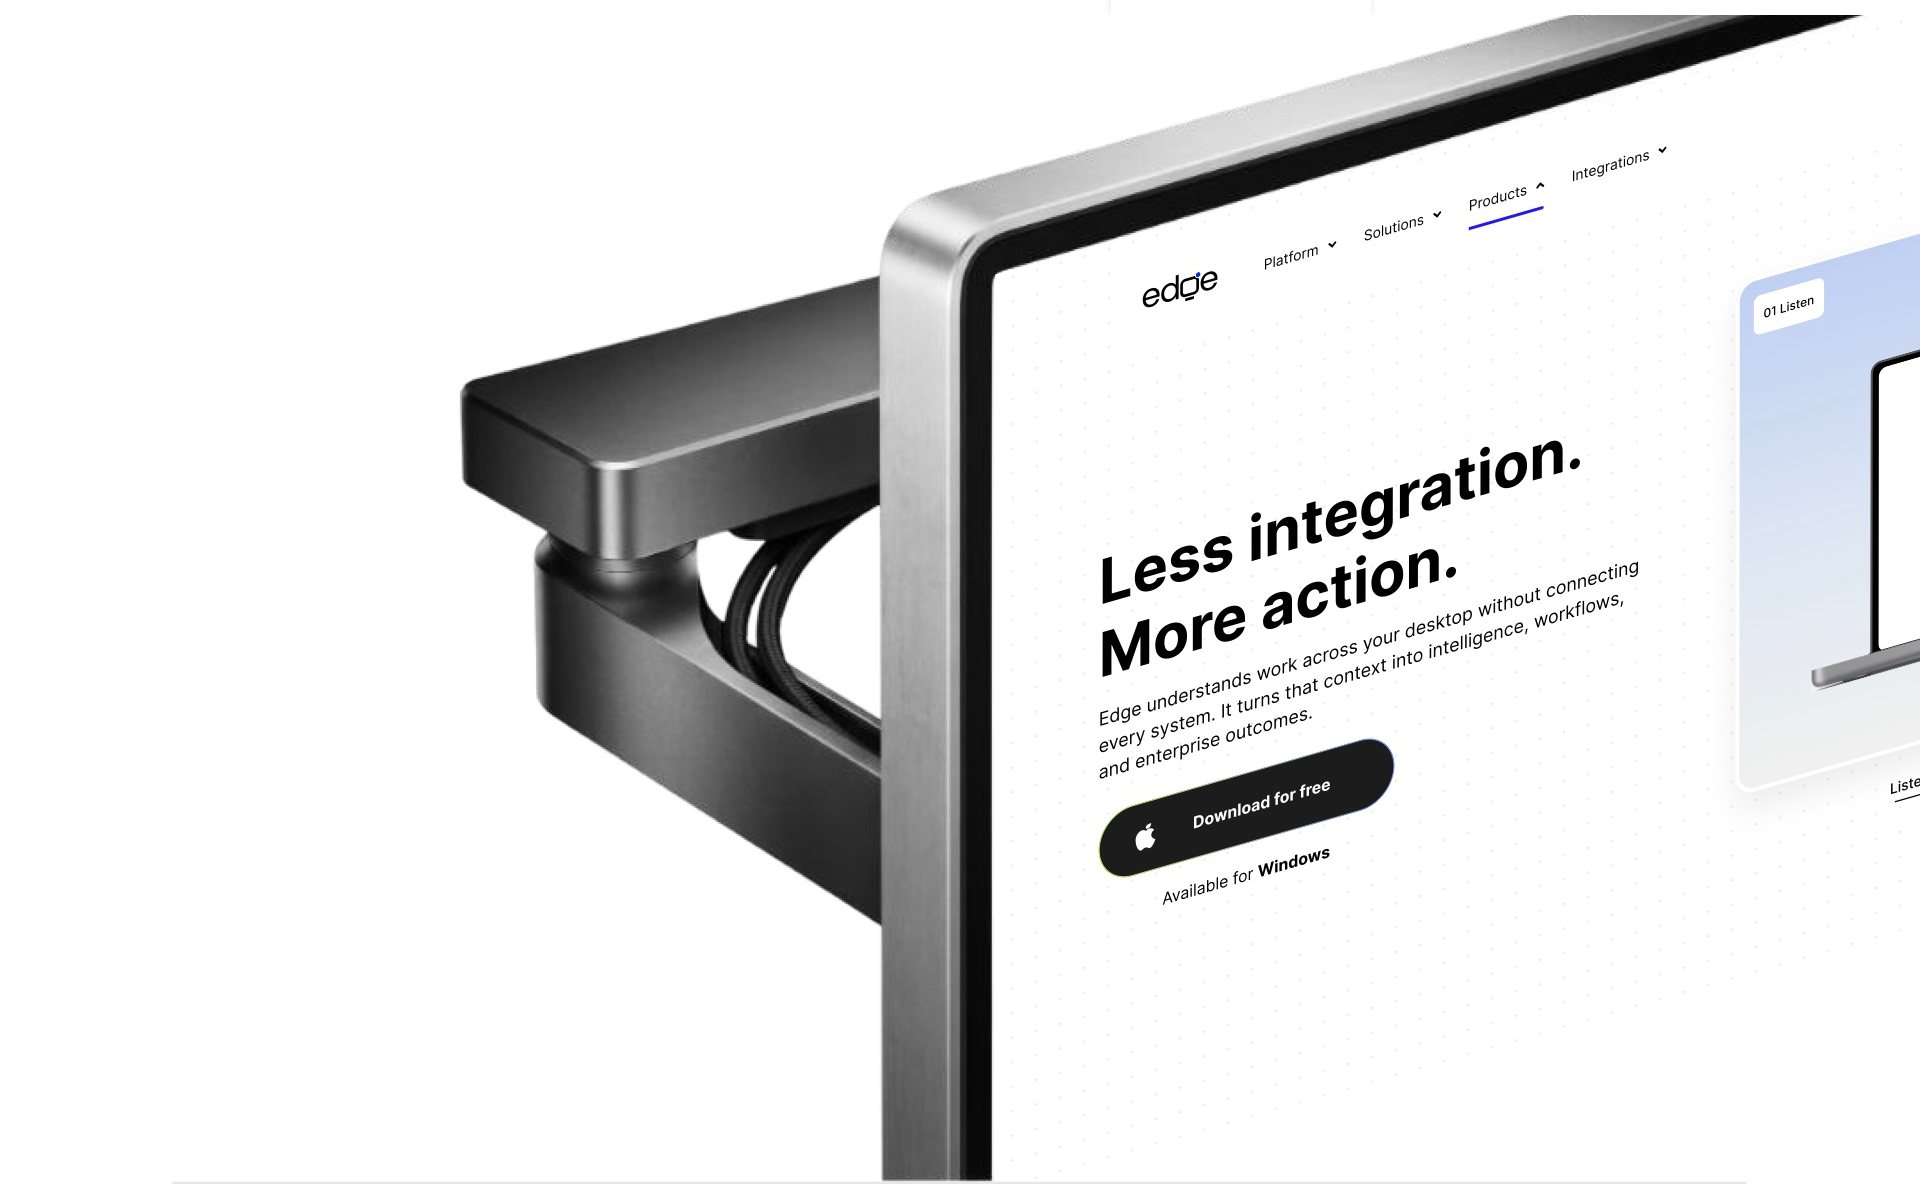 edge
Platform
Solutions
Products
Integrations
01 Listen
Less integration.
More action.
Edge understands work across your desktop without connecting
every system. It turns that context into intelligence, workflows,
and enterprise outcomes.
Download for free
Available for Windows